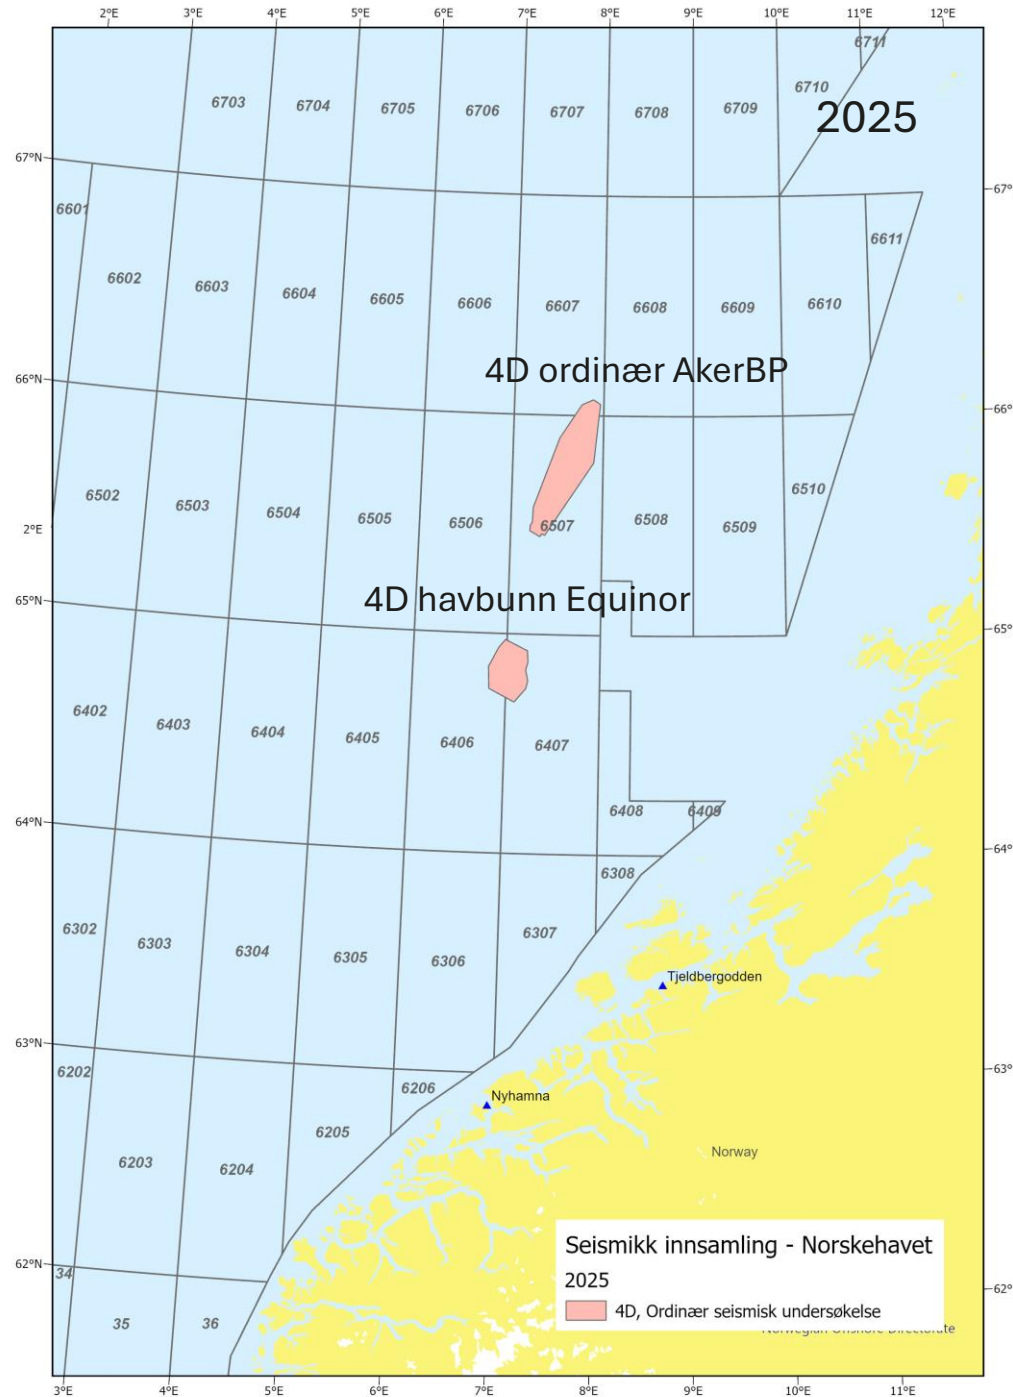 2°E 3°E 4°E 5°E 6°E 7°E 8°E 9°E 10°E 11°E 12°E
6711
6703 6704 6705 6706 6707 6708 6709 6710
2025
67°N 67°
6601 6611
6602 6603 6604 6605 6606 6607 6608 6609 6610
4D ordinær AkerBP
66°N 66°
6502 6503 6504 6505 6506 6507 6508 6509 6510
2°E
4D havbunn Equinor
65°N 65°
6402 6403 6404 6405 6406 6407
6408 6409
64°N 64°
6308
6302 6303 6304 6305 6306 6307
Tjeldbergodden
63°N 63°
6202 6206
Nyhamna
6205
6203 6204 Norway
Seismikk innsamling - Norskehavet
2025
4D, Ordinær seismisk undersøkelse
62°N 62°
34
35 36
Norwegian Offshore Directorate
3°E 4°E 5°E 6°E 7°E 8°E 9°E 10°E 11°E